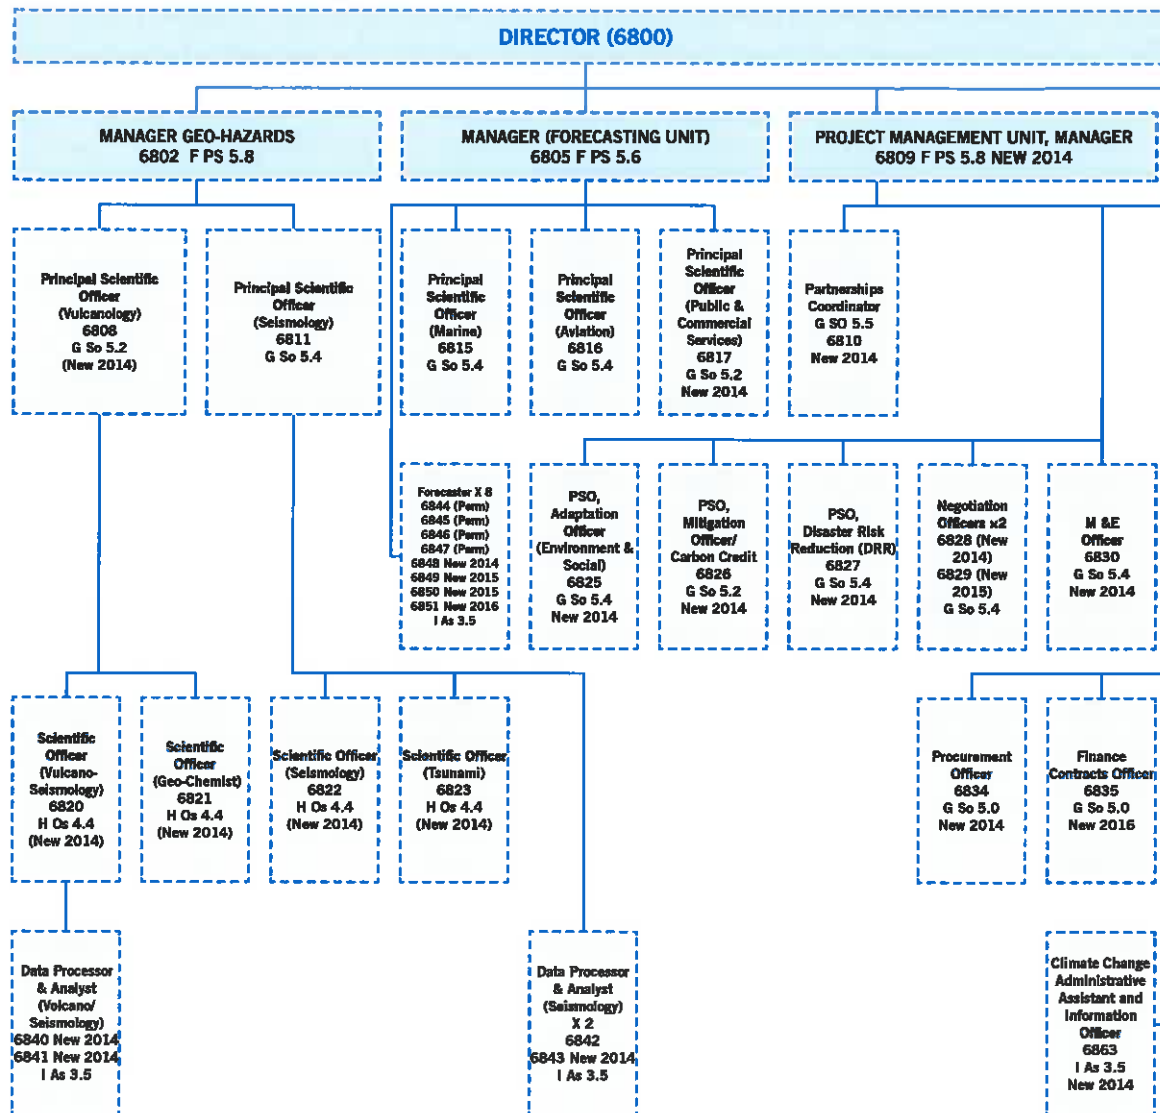 DIRECTOR (6800)
MANAGER GEO-HAZARDS
6802 F PS 5.8
MANAGER (FORECASTING UNIT)
6805 F PS 5.6
PROJECT MANAGEMENT UNIT, MANAGER
6809 F PS 5.8 NEW 2014
Principal Scientific
Officer
(Vulcanology)
6808
G So 5.2
(New 2014)
Principal Scientific
Officer
(Seismology)
6811
G So 5.4
Principal
Scientific
Officer
(Marine)
6815
G So 5.4
Principal
Scientific
Officer
(Aviation)
6816
G So 5.4
Principal
Scientific
Officer
(Public &
Commercial
Services)
6817
G So 5.2
New 2014
Partnerships
Coordinator
G SO 5.5
6810
New 2014
Forecaster X 8
6844 (Perm)
6845 (Perm)
6846 (Perm)
6847 (Perm)
6848 New 2014
6849 New 2015
6850 New 2015
6851 New 2016
I As 3.5
PSO,
Adaptation
Officer
(Environment &
Social)
6825
G So 5.4
New 2014
PSO,
Mitigation
Officer/
Carbon Credit
6826
G So 5.2
New 2014
PSO,
Disaster Risk
Reduction (DRR)
6827
G So 5.4
New 2014
Negotiation
Officers x2
6828 (New
2014)
6829 (New
2015)
G So 5.4
M &E
Officer
6830
G So 5.4
New 2014
Scientific
Officer
(Vulcano-
Seismology)
6820
H Os 4.4
(New 2014)
Scientific
Officer
(Geo-Chemist)
6821
H Os 4.4
(New 2014)
Scientific Officer
(Seismology)
6822
H Os 4.4
(New 2014)
Scientific Officer
(Tsunami)
6823
H Os 4.4
(New 2014)
Procurement
Officer
6834
G So 5.0
New 2014
Finance
Contracts Officer
6835
G So 5.0
New 2016
Data Processor
& Analyst
(Volcano/
Seismology)
6840 New 2014
6841 New 2014
I As 3.5
Data Processor
& Analyst
(Seismology)
X 2
6842
6843 New 2014
I As 3.5
Climate Change
Administrative
Assistant and
Information
Officer
6863
I As 3.5
New 2014